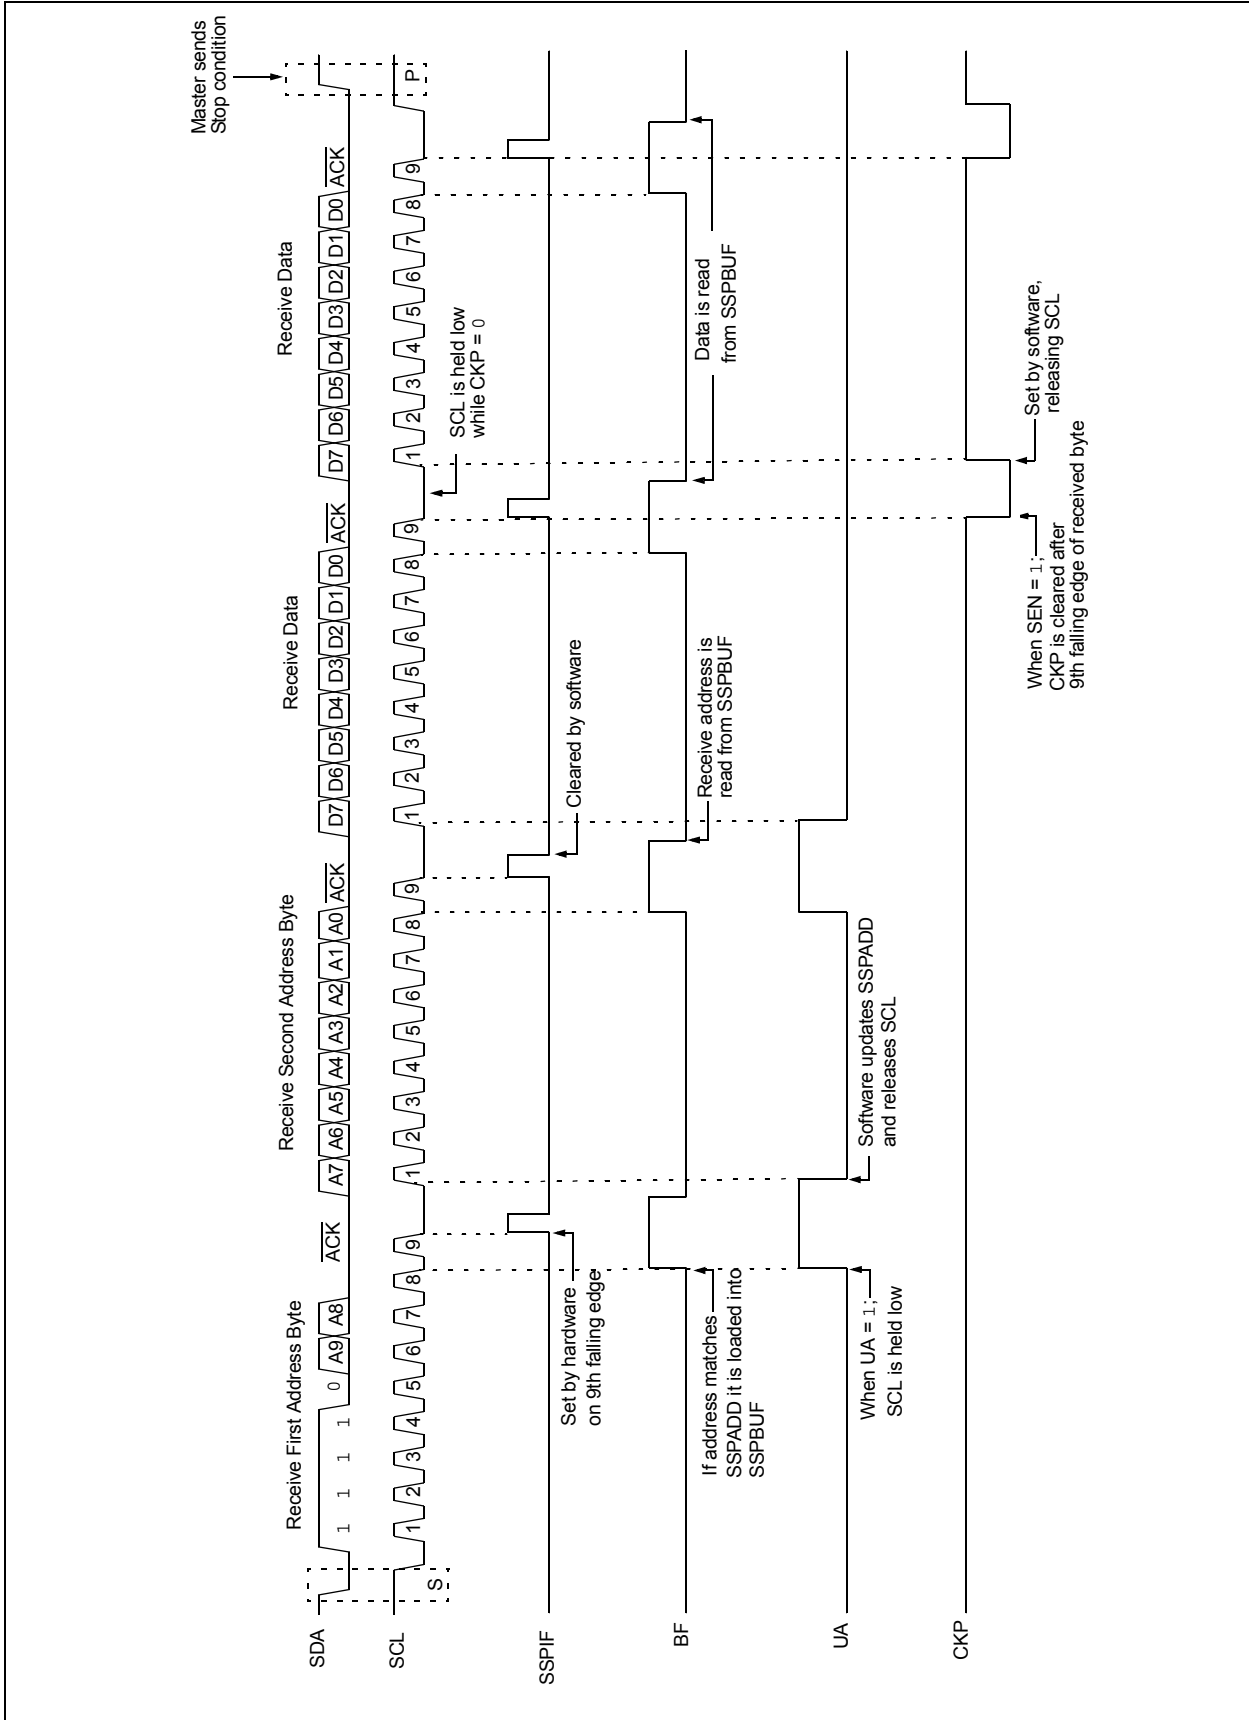 Master sends
Stop condition
Receive First Address Byte
Receive Second Address Byte
Receive Data
Receive Data
SDA
S
1 1 1 1 0 A9 A8 ACK
A7 A6 A5 A4 A3 A2 A1 A0 ACK
D7 D6 D5 D4 D3 D2 D1 D0 ACK
D7 D6 D5 D4 D3 D2 D1 D0 ACK
SCL
1 2 3 4 5 6 7 8 9
1 2 3 4 5 6 7 8 9
1 2 3 4 5 6 7 8 9
1 2 3 4 5 6 7 8 9
P
SCL is held low
while CKP = 0
SSPIF
Set by hardware
on 9th falling edge
Cleared by software
BF
If address matches
SSPADD it is loaded into
SSPBUF
Receive address is
read from SSPBUF
Data is read
from SSPBUF
UA
When UA = 1;
SCL is held low
Software updates SSPADD
and releases SCL
CKP
When SEN = 1;
CKP is cleared after
9th falling edge of received byte
Set by software,
releasing SCL